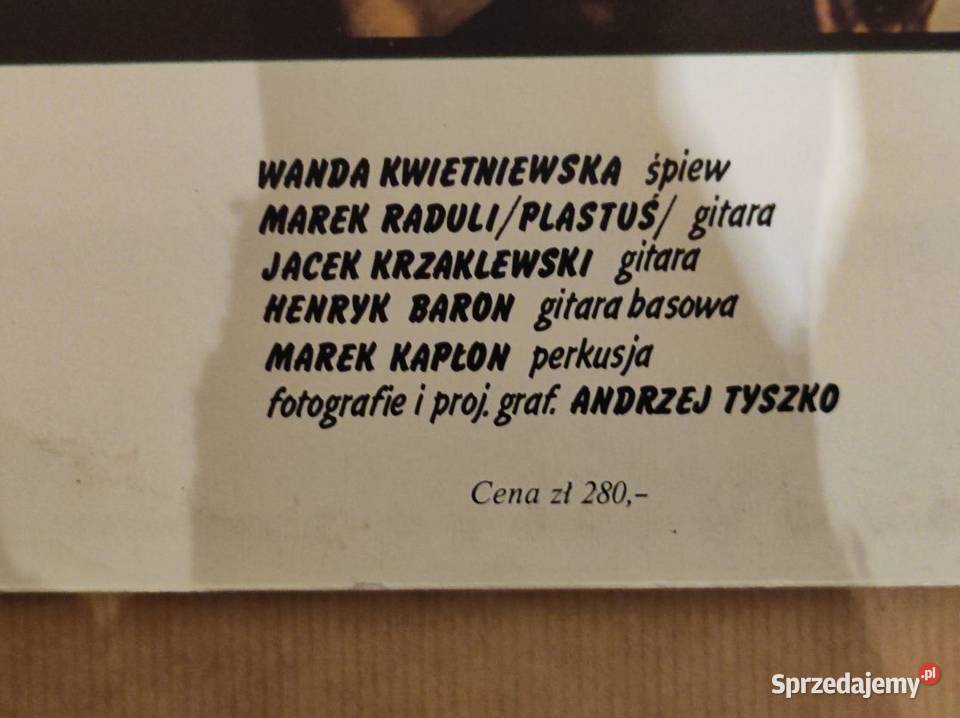 WANDA KWIETNIEWSKA śpiew
MAREK RADULI/PLASTUŚ/ gitara
JACEK KRZAKLEWSKI gitara
HENRYK BARON gitara basowa
MAREK KAPŁON perkusja
fotografie i proj. graf. ANDRZEJ TYSZKO
Cena zł 280,-
Sprzedajemy.pl